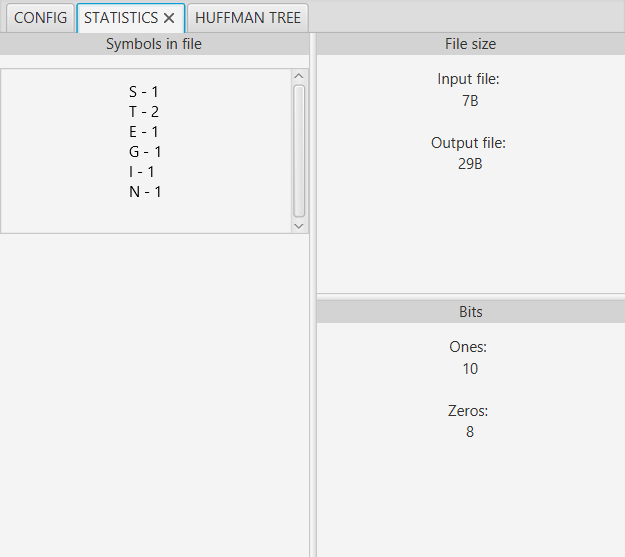 CONFIG STATISTICS HUFFMAN TREE
Symbols in file
S - 1
T - 2
E - 1
G - 1
I - 1
N - 1
File size
Input file:
7B
Output file:
29B
Bits
Ones:
10
Zeros:
8